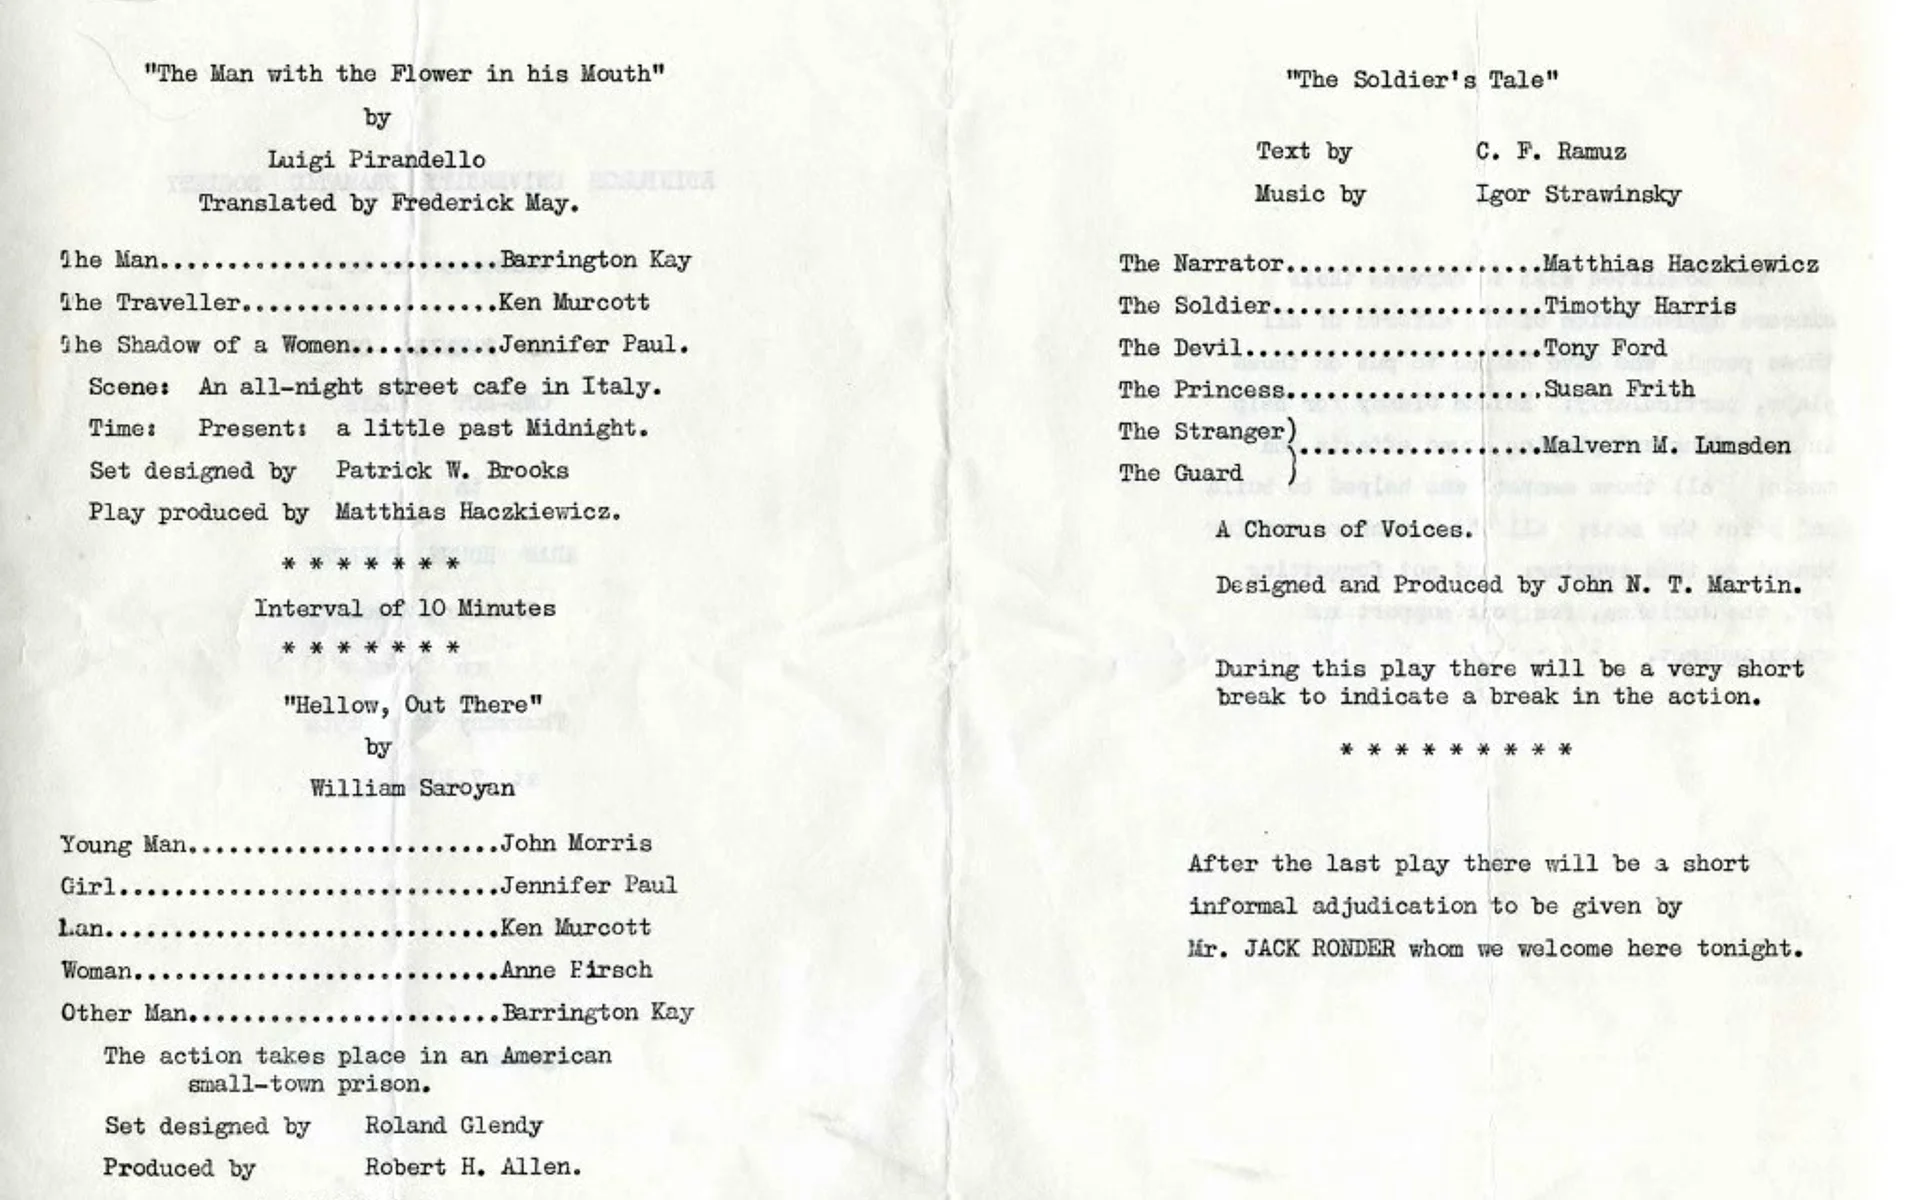 "The Man with the Flower in his Mouth"
by
Luigi Pirandello
Translated by Frederick May.
The Man.........................Barrington Kay
The Traveller...................Ken Murcott
The Shadow of a Women...........Jennifer Paul.
Scene: An all-night street cafe in Italy.
Time: Present: a little past Midnight.
Set designed by Patrick W. Brooks
Play produced by Matthias Haczkiewicz.
* * * * * * *
Interval of 10 Minutes
* * * * * * *
"Hellow, Out There"
by
William Saroyan
Young Man.......................John Morris
Girl............................Jennifer Paul
Man.............................Ken Murcott
Woman...........................Anne Hirsch
Other Man.......................Barrington Kay
The action takes place in an American
small-town prison.
Set designed by Roland Glendy
Produced by Robert H. Allen.
"The Soldier's Tale"
Text by C. F. Ramuz
Music by Igor Strawinsky
The Narrator...................Matthias Haczkiewicz
The Soldier....................Timothy Harris
The Devil......................Tony Ford
The Princess...................Susan Frith
The Stranger)
..................Malvern M. Lumsden
The Guard )
A Chorus of Voices.
Designed and Produced by John N. T. Martin.
During this play there will be a very short
break to indicate a break in the action.
* * * * * * * * *
After the last play there will be a short
informal adjudication to be given by
Mr. JACK RONDER whom we welcome here tonight.